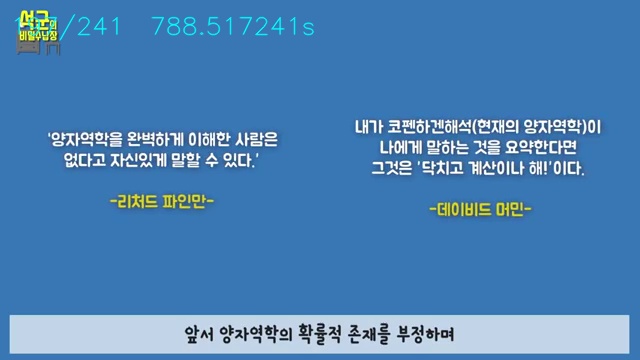 석군의
비밀수납장
/241 788.517241s
'양자역학을 완벽하게 이해한 사람은
없다고 자신있게 말할 수 있다.'
-리처드 파인만-
내가 코펜하겐해석(현재의 양자역학)이
나에게 말하는 것을 요약한다면
그것은 '닥치고 계산이나 해!'이다.
-데이비드 머민-
앞서 양자역학의 확률적 존재를 부정하며